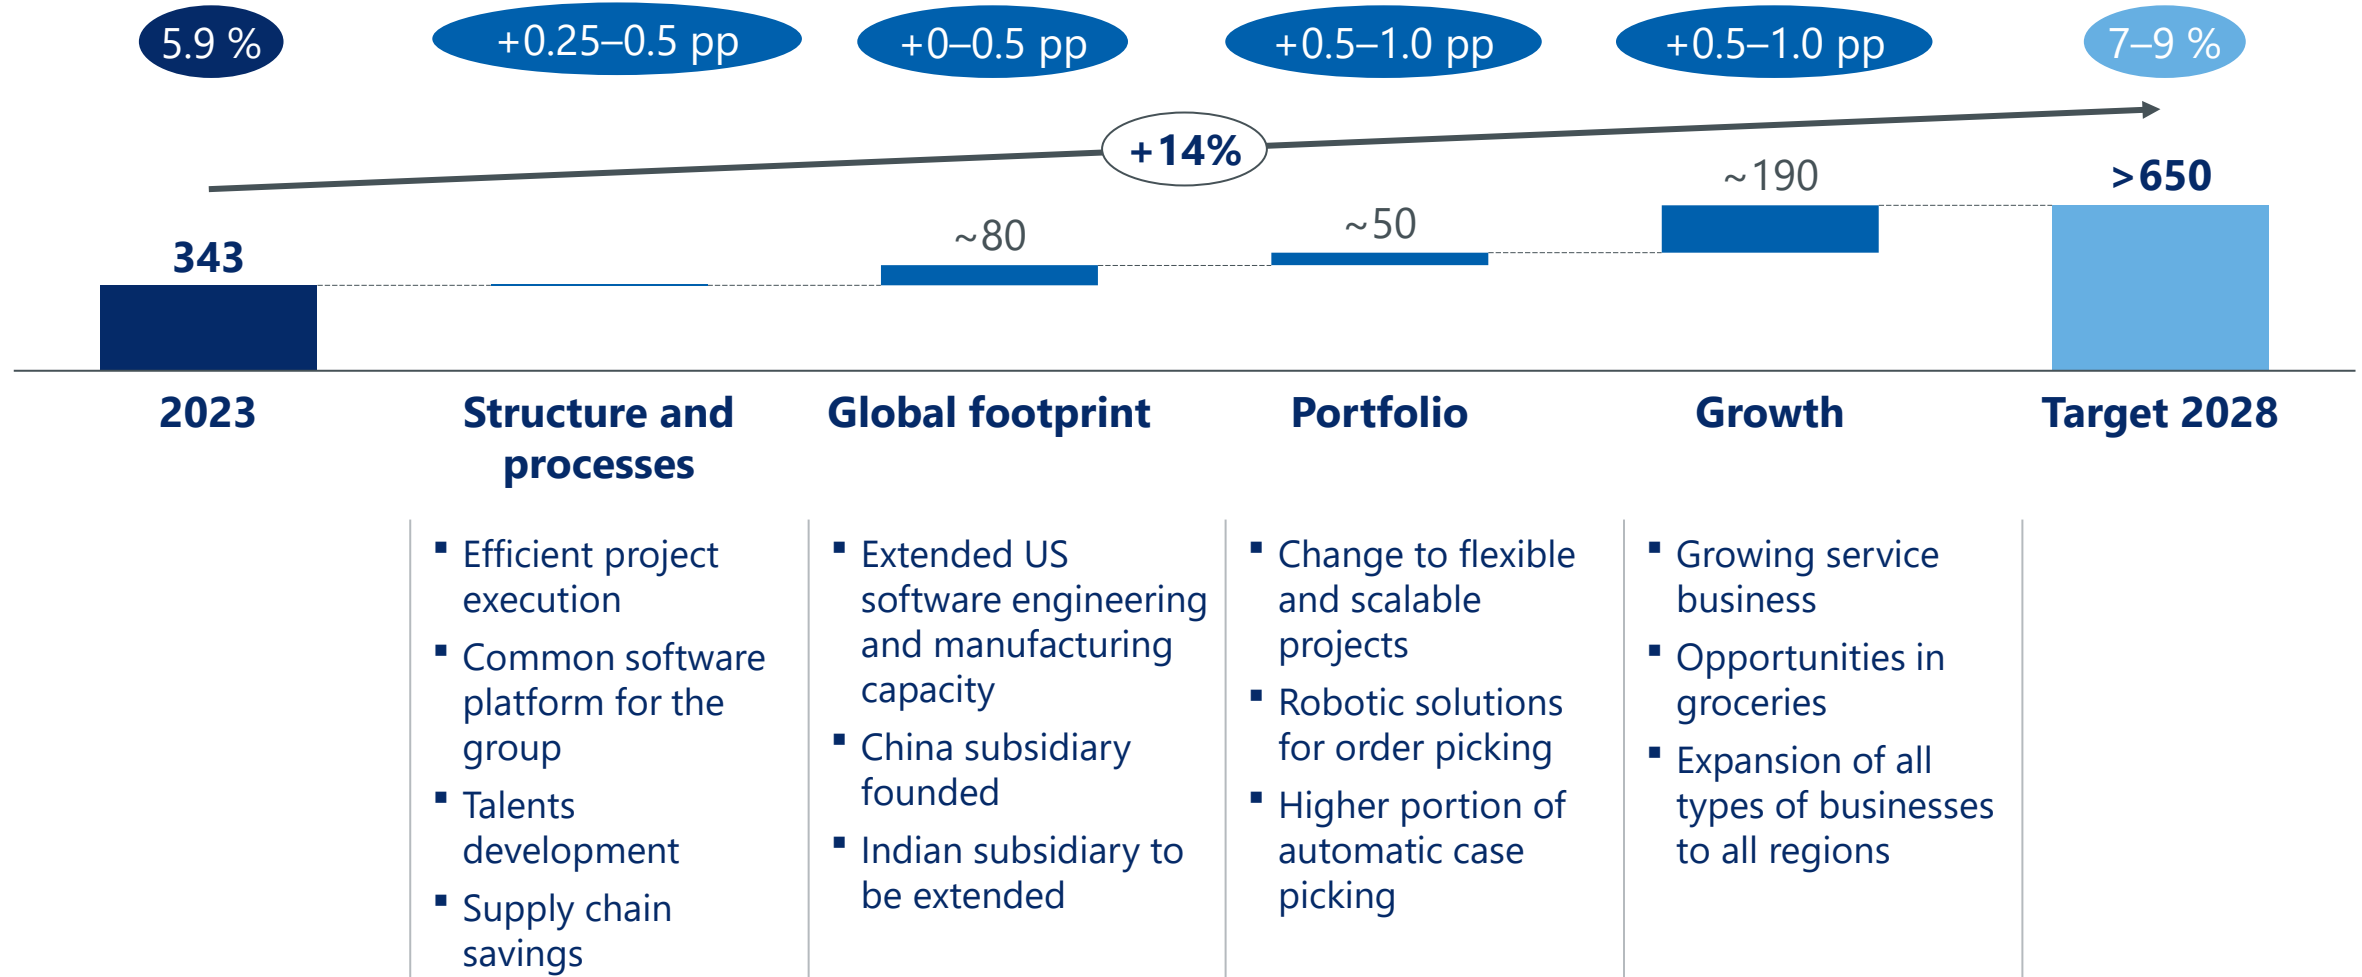 5.9 %
+0.25–0.5 pp
+0–0.5 pp
+0.5–1.0 pp
+0.5–1.0 pp
7–9 %
+14%
343
~80
~50
~190
>650
2023
Structure and
processes
Global footprint
Portfolio
Growth
Target 2028
▪ Efficient project
execution
▪ Common software
platform for the
group
▪ Talents
development
▪ Supply chain
savings
▪ Extended US
software engineering
and manufacturing
capacity
▪ China subsidiary
founded
▪ Indian subsidiary to
be extended
▪ Change to flexible
and scalable
projects
▪ Robotic solutions
for order picking
▪ Higher portion of
automatic case
picking
▪ Growing service
business
▪ Opportunities in
groceries
▪ Expansion of all
types of businesses
to all regions